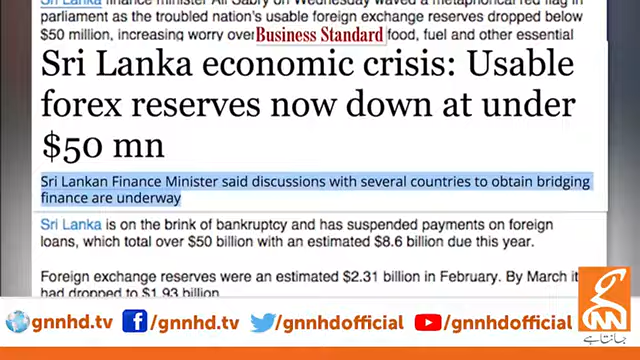 Sri Lanka finance minister Ali Sabry on Wednesday waved a metaphorical red flag in
parliament as the troubled nation's usable foreign exchange reserves dropped below
$50 million, increasing worry over food, fuel and other essential
Business Standard
Sri Lanka economic crisis: Usable
forex reserves now down at under
$50 mn
Sri Lankan Finance Minister said discussions with several countries to obtain bridging
finance are underway
Sri Lanka is on the brink of bankruptcy and has suspended payments on foreign
loans, which total over $50 billion with an estimated $8.6 billion due this year.
Foreign exchange reserves were an estimated $2.31 billion in February. By March it
had dropped to $1.93 billion
GNN
جانتا ہے
gnnhd.tv /gnnhd.tv /gnnhdofficial /gnnhdofficial